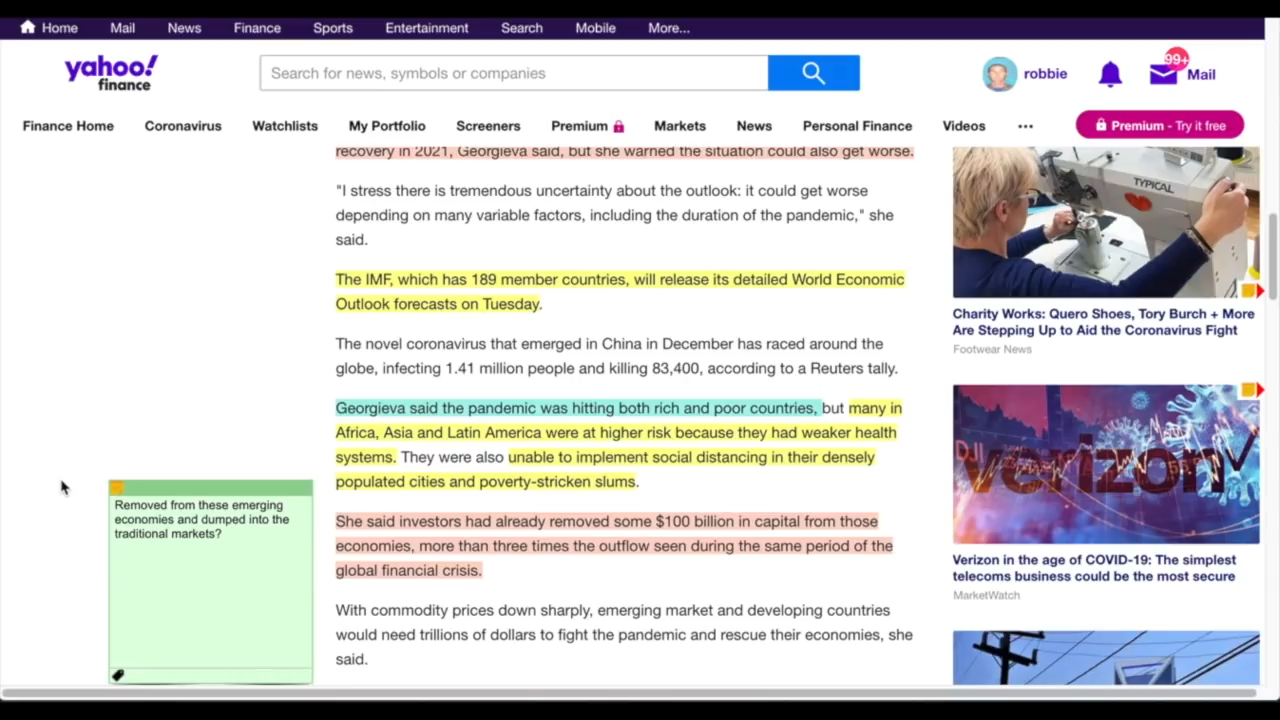 Home Mail News Finance Sports Entertainment Search Mobile More...
yahoo!
finance
Search for news, symbols or companies
robbie
99+
Mail
Finance Home Coronavirus Watchlists My Portfolio Screeners Premium Markets News Personal Finance Videos ... Premium - Try it free
recovery in 2021, Georgieva said, but she warned the situation could also get worse.
"I stress there is tremendous uncertainty about the outlook: it could get worse
depending on many variable factors, including the duration of the pandemic," she
said.
The IMF, which has 189 member countries, will release its detailed World Economic
Outlook forecasts on Tuesday.
The novel coronavirus that emerged in China in December has raced around the
globe, infecting 1.41 million people and killing 83,400, according to a Reuters tally.
Georgieva said the pandemic was hitting both rich and poor countries, but many in
Africa, Asia and Latin America were at higher risk because they had weaker health
systems. They were also unable to implement social distancing in their densely
populated cities and poverty-stricken slums.
She said investors had already removed some $100 billion in capital from those
economies, more than three times the outflow seen during the same period of the
global financial crisis.
With commodity prices down sharply, emerging market and developing countries
would need trillions of dollars to fight the pandemic and rescue their economies, she
said.
Removed from these emerging
economies and dumped into the
traditional markets?
TYPICAL
Charity Works: Quero Shoes, Tory Burch + More
Are Stepping Up to Aid the Coronavirus Fight
Footwear News
DJI
verizon
Verizon in the age of COVID-19: The simplest
telecoms business could be the most secure
MarketWatch